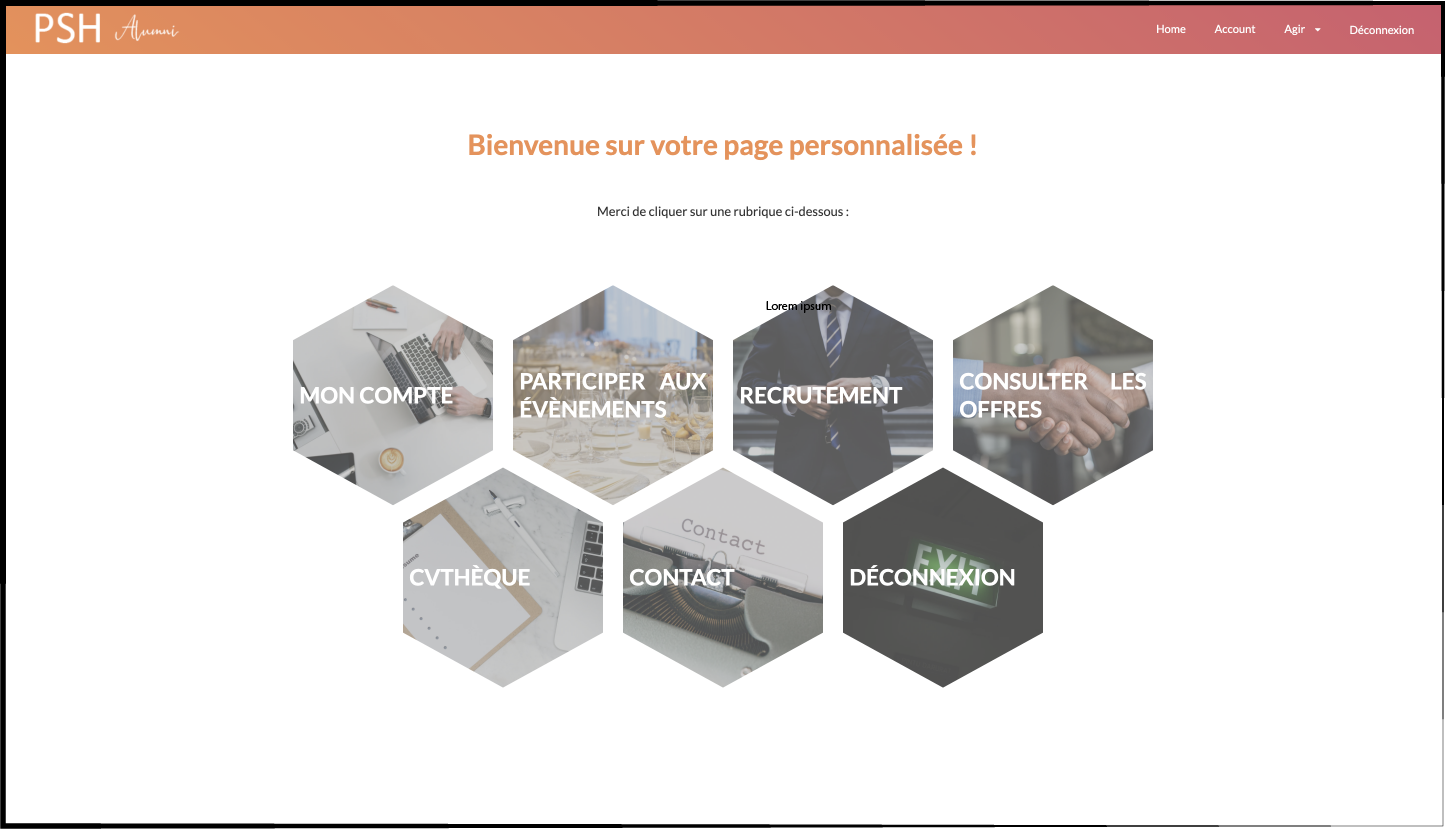 PSH Alumni
Home Account Agir Déconnexion
Bienvenue sur votre page personnalisée !
Merci de cliquer sur une rubrique ci-dessous :
Lorem ipsum
MON COMPTE
PARTICIPER AUX
ÉVÈNEMENTS
RECRUTEMENT
CONSULTER LES
OFFRES
CVTHÈQUE
Contact
CONTACT
EXIT
DÉCONNEXION